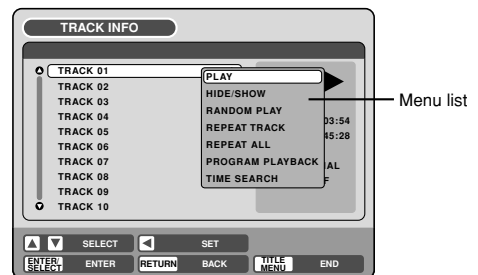 TRACK INFO
TRACK 01
TRACK 02
TRACK 03
TRACK 04
TRACK 05
TRACK 06
TRACK 07
TRACK 08
TRACK 09
TRACK 10
PLAY
HIDE/SHOW
RANDOM PLAY
REPEAT TRACK
REPEAT ALL
PROGRAM PLAYBACK
TIME SEARCH
03:54
45:28
Menu list
SELECT SET
ENTER/SELECT ENTER RETURN BACK TITLE MENU END